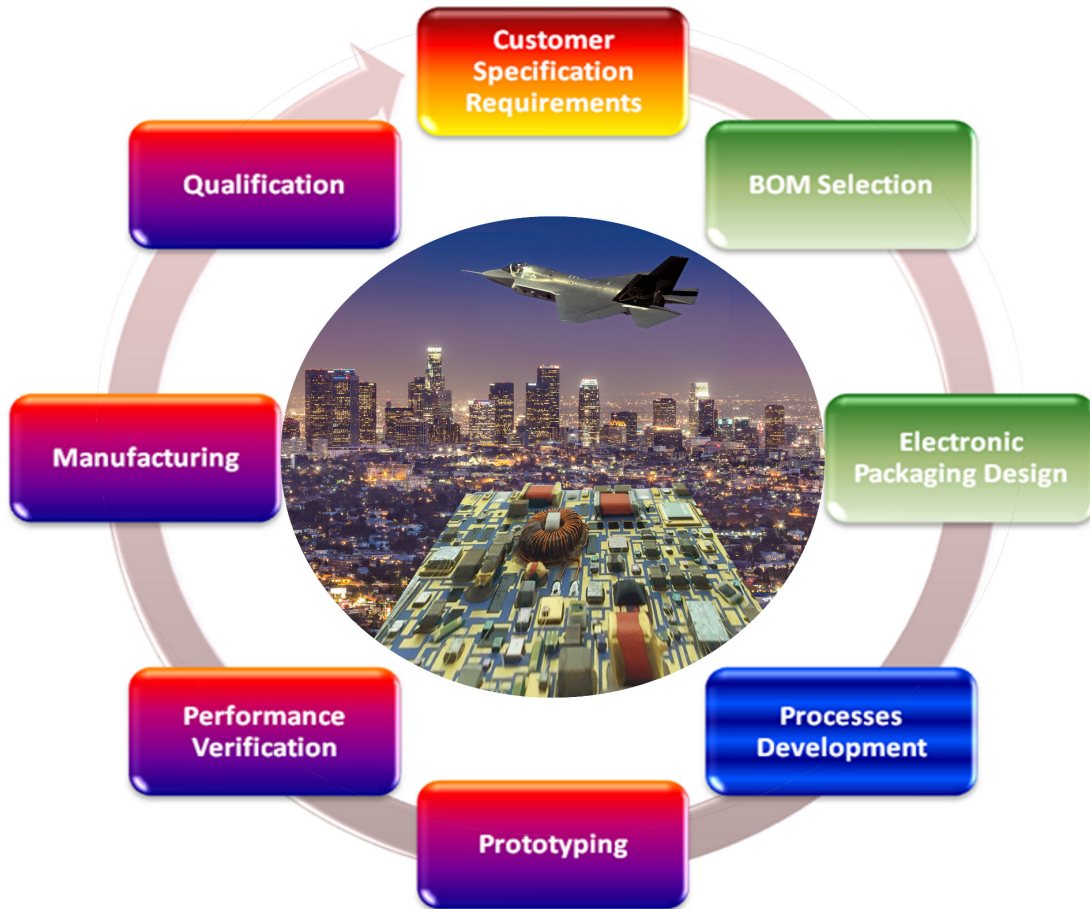 Customer
Specification
Requirements
BOM Selection
Electronic
Packaging Design
Processes
Development
Prototyping
Performance
Verification
Manufacturing
Qualification